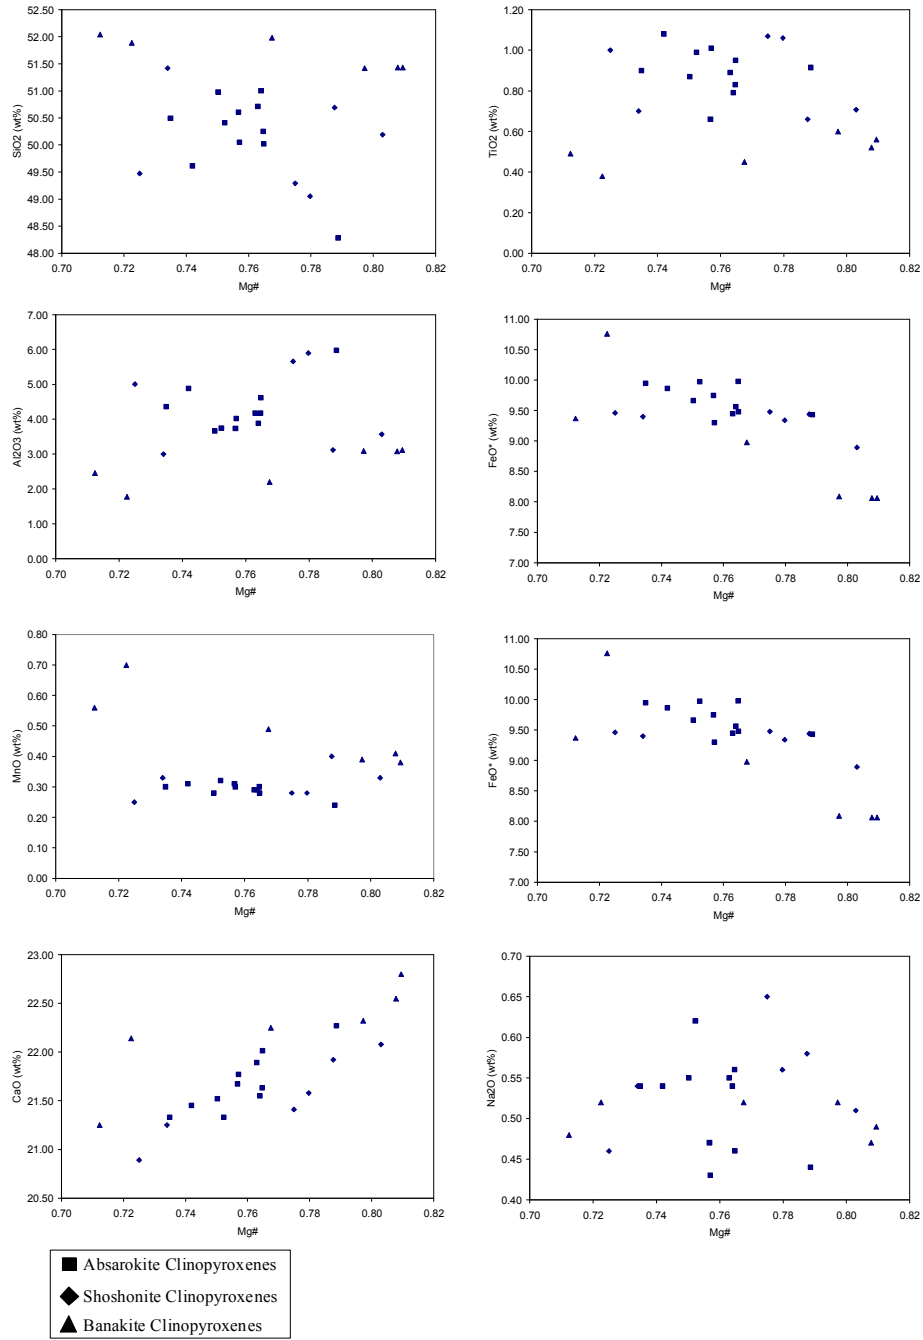 52.50
52.00
51.50
51.00
50.50
50.00
49.50
49.00
48.50
48.00
SiO2 (wt%)
0.70 0.72 0.74 0.76 0.78 0.80 0.82
Mg#
1.20
1.00
0.80
0.60
0.40
0.20
0.00
TiO2 (wt%)
0.70 0.72 0.74 0.76 0.78 0.80 0.82
Mg#
7.00
6.00
5.00
4.00
3.00
2.00
1.00
0.00
Al2O3 (wt%)
0.70 0.72 0.74 0.76 0.78 0.80 0.82
Mg#
11.00
10.50
10.00
9.50
9.00
8.50
8.00
7.50
7.00
FeO* (wt%)
0.70 0.72 0.74 0.76 0.78 0.80 0.82
Mg#
0.80
0.70
0.60
0.50
0.40
0.30
0.20
0.10
0.00
MnO (wt%)
0.70 0.72 0.74 0.76 0.78 0.80 0.82
Mg#
11.00
10.50
10.00
9.50
9.00
8.50
8.00
7.50
7.00
FeO* (wt%)
0.70 0.72 0.74 0.76 0.78 0.80 0.82
Mg#
23.00
22.50
22.00
21.50
21.00
20.50
CaO (wt%)
0.70 0.72 0.74 0.76 0.78 0.80 0.82
Mg#
0.70
0.65
0.60
0.55
0.50
0.45
0.40
Na2O (wt%)
0.70 0.72 0.74 0.76 0.78 0.80 0.82
Mg#
Absarokite Clinopyroxenes
Shoshonite Clinopyroxenes
Banakite Clinopyroxenes